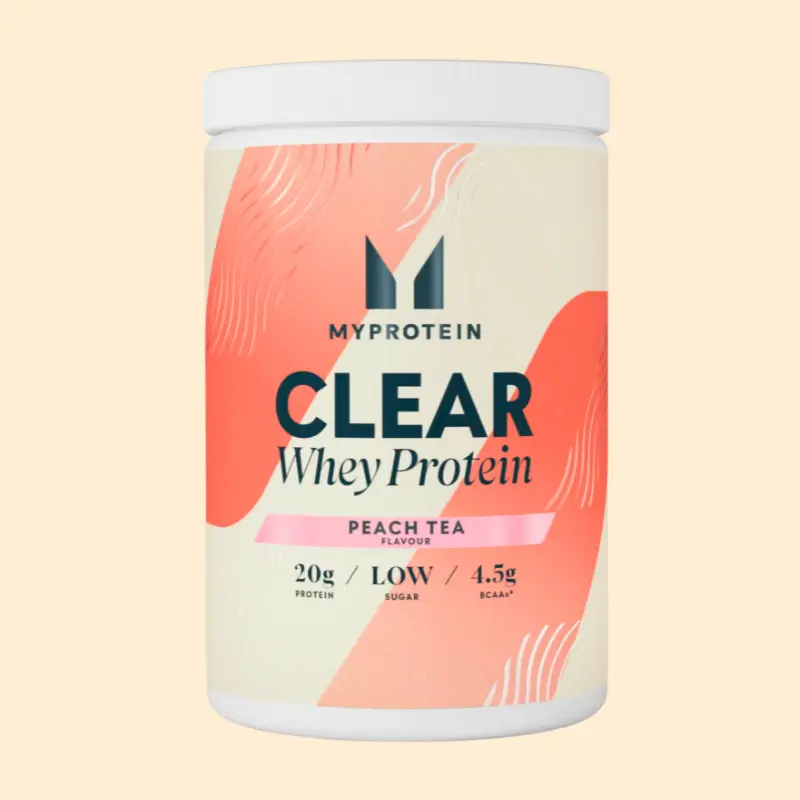 MYPROTEIN
CLEAR
Whey Protein
PEACH TEA
FLAVOUR
20g / LOW / 4.5g
PROTEIN SUGAR BCAAs*